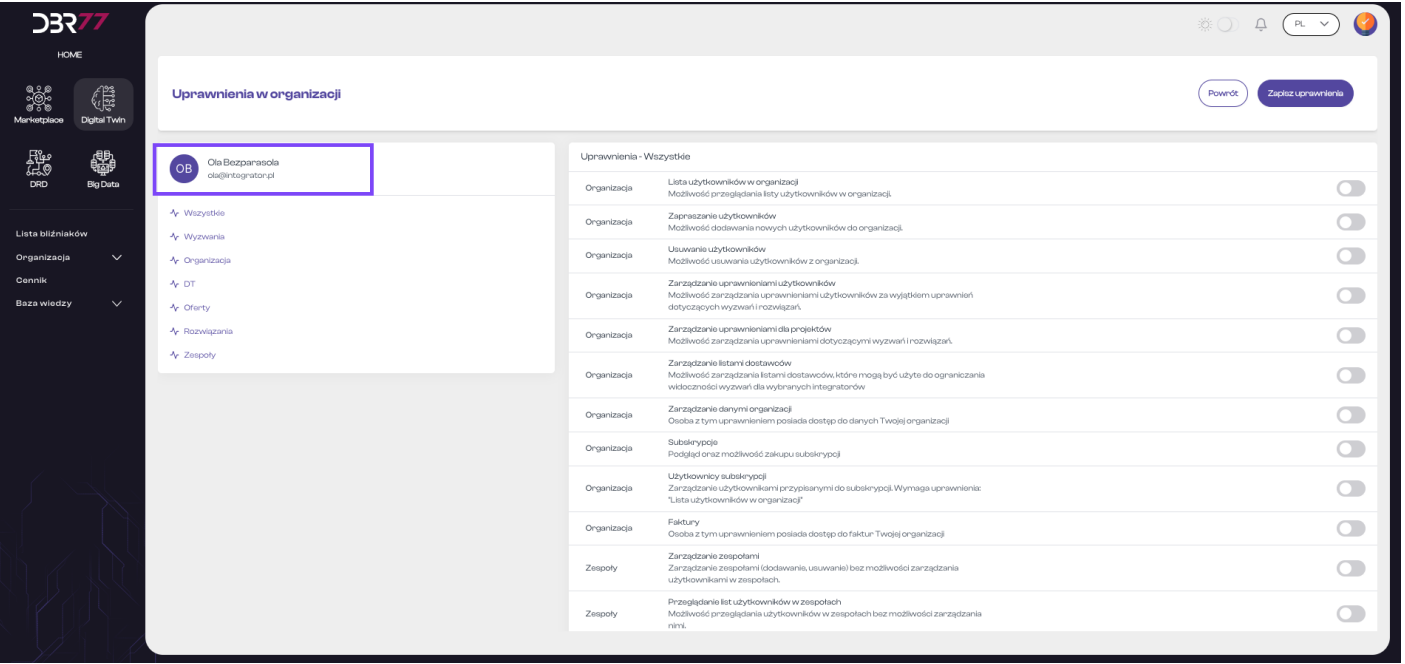 DBR77
HOME
Marketplace
Digital Twin
DRD
Big Data
Lista bliźniaków
Organizacja
Cennik
Baza wiedzy
PL
Uprawnienia w organizacji
Powrót
Zapisz uprawnienia
OB
Ola Bezparasola
ola@integrator.pl
Wszystkie
Wyzwania
Organizacja
DT
Oferty
Rozwiązania
Zespoły
Uprawnienia - Wszystkie
Organizacja
Lista użytkowników w organizacji
Możliwość przeglądania listy użytkowników w organizacji.
Organizacja
Zapraszanie użytkowników
Możliwość dodawania nowych użytkowników do organizacji.
Organizacja
Usuwanie użytkowników
Możliwość usuwania użytkowników z organizacji.
Organizacja
Zarządzanie uprawnieniami użytkowników
Możliwość zarządzania uprawnieniami użytkowników za wyjątkiem uprawnień
dotyczących wyzwań i rozwiązań.
Organizacja
Zarządzanie uprawnieniami dla projektów
Możliwość zarządzania uprawnieniami dotyczącymi wyzwań i rozwiązań.
Organizacja
Zarządzanie listami dostawców
Możliwość zarządzania listami dostawców, które mogą być użyte do ograniczania
widoczności wyzwań dla wybranych integratorów
Organizacja
Zarządzanie danymi organizacji
Osoba z tym uprawnieniem posiada dostęp do danych Twojej organizacji
Organizacja
Subskrypcje
Podgląd oraz możliwość zakupu subskrypcji
Organizacja
Użytkownicy subskrypcji
Zarządzanie użytkownikami przypisanymi do subskrypcji. Wymaga uprawnienia:
"Lista użytkowników w organizacji"
Organizacja
Faktury
Osoba z tym uprawnieniem posiada dostęp do faktur Twojej organizacji
Zespoły
Zarządzanie zespołami
Zarządzanie zespołami (dodawanie, usuwanie) bez możliwości zarządzania
użytkownikami w zespołach.
Zespoły
Przeglądanie list użytkowników w zespołach
Możliwość przeglądania użytkowników w zespołach bez możliwości zarządzania
nimi.